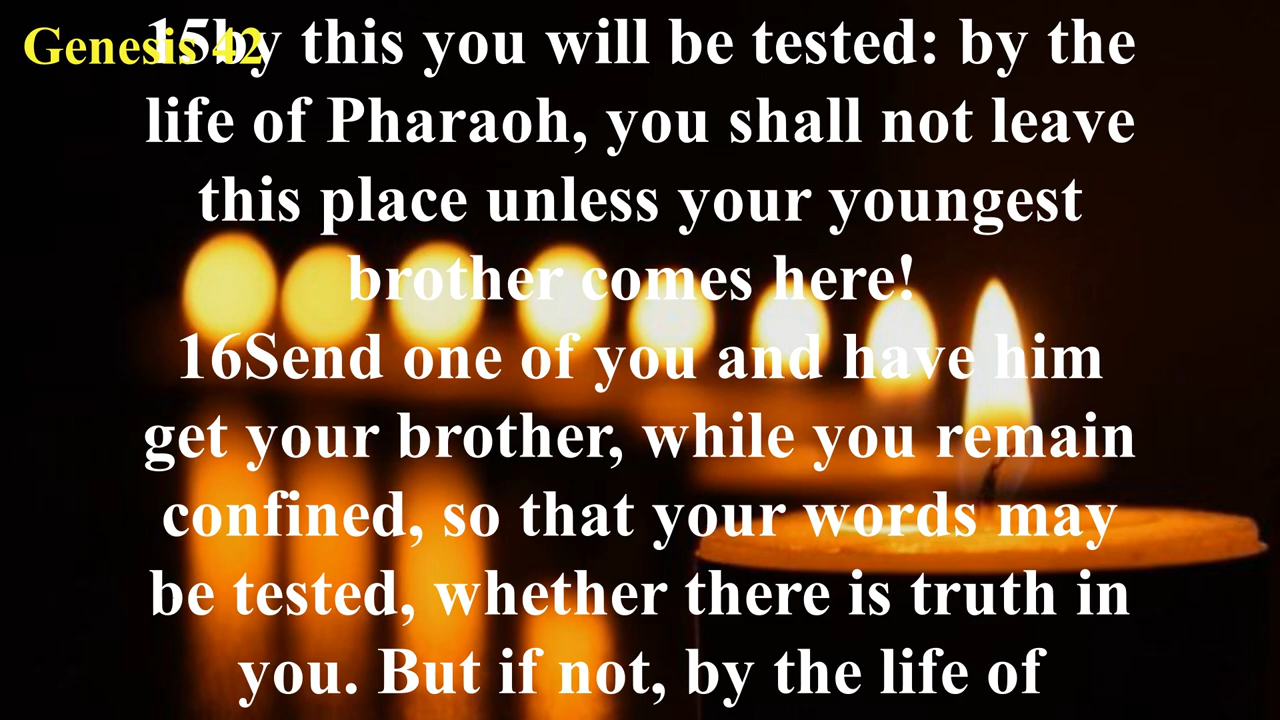 Genesis 42
15by this you will be tested: by the
life of Pharaoh, you shall not leave
this place unless your youngest
brother comes here!
16Send one of you and have him
get your brother, while you remain
confined, so that your words may
be tested, whether there is truth in
you. But if not, by the life of